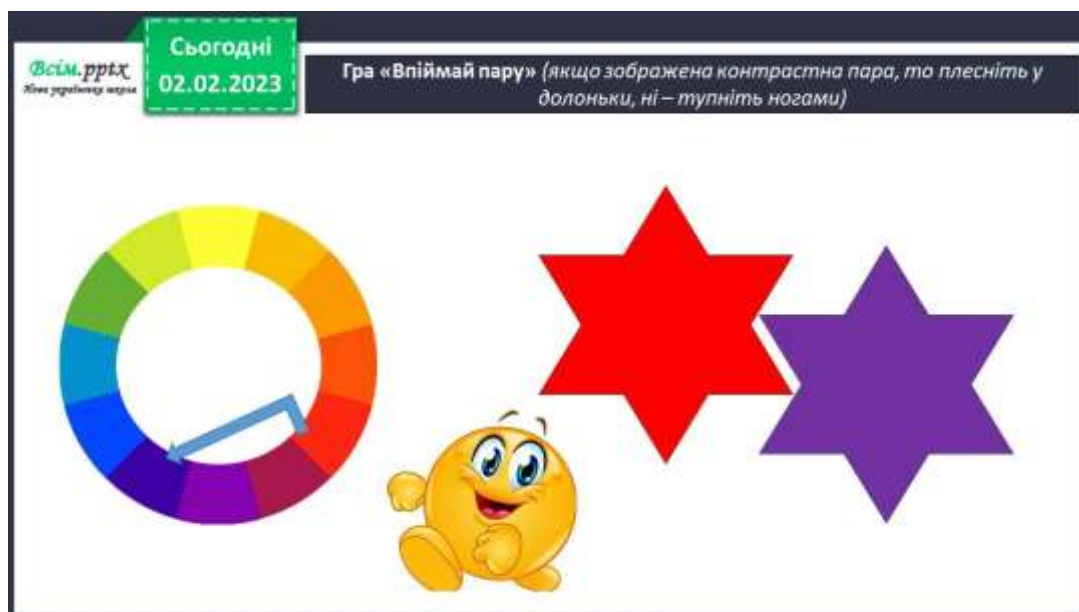 Всім.pptx
Нова українська школа
Сьогодні
02.02.2023
Гра «Впіймай пару» (якщо зображена контрастна пара, то плесніть у
долоньки, ні – тупніть ногами)